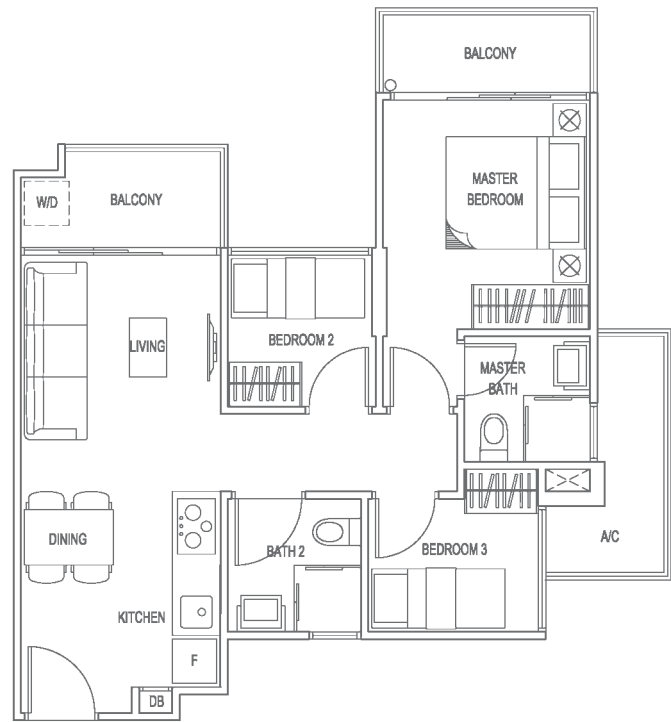 BALCONY
MASTER
BEDROOM
W/D
BALCONY
LIVING
BEDROOM 2
MASTER
BATH
DINING
BATH 2
BEDROOM 3
A/C
KITCHEN
F
DB